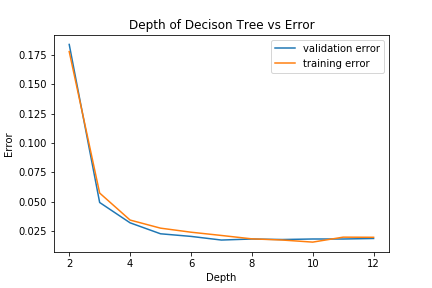 Depth of Decison Tree vs Error
validation error
training error
0.175
0.150
0.125
0.100
0.075
0.050
0.025
Error
2 4 6 8 10 12
Depth